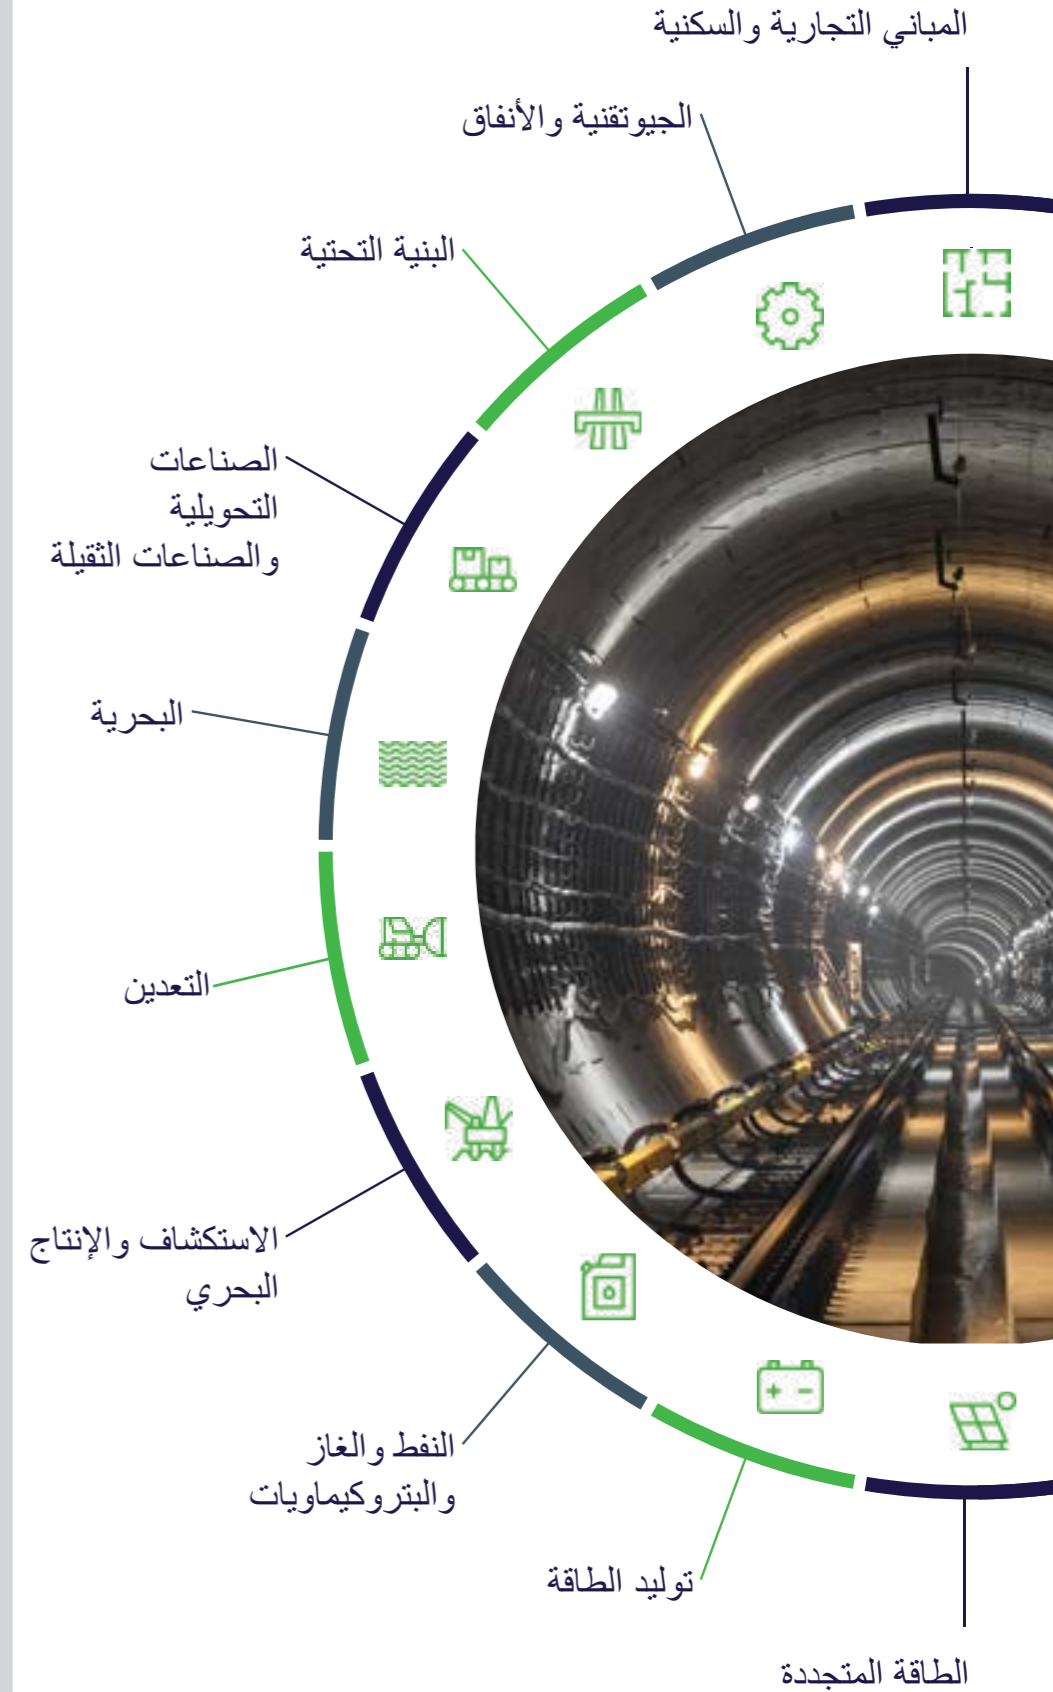 المباني التجارية والسكنية
الجيوتقنية والأنفاق
البنية التحتية
الصناعات
التحويلية
والصناعات الثقيلة
البحرية
التعدين
الاستكشاف والإنتاج
البحري
النفط والغاز
والبتروكيماويات
توليد الطاقة
الطاقة المتجددة